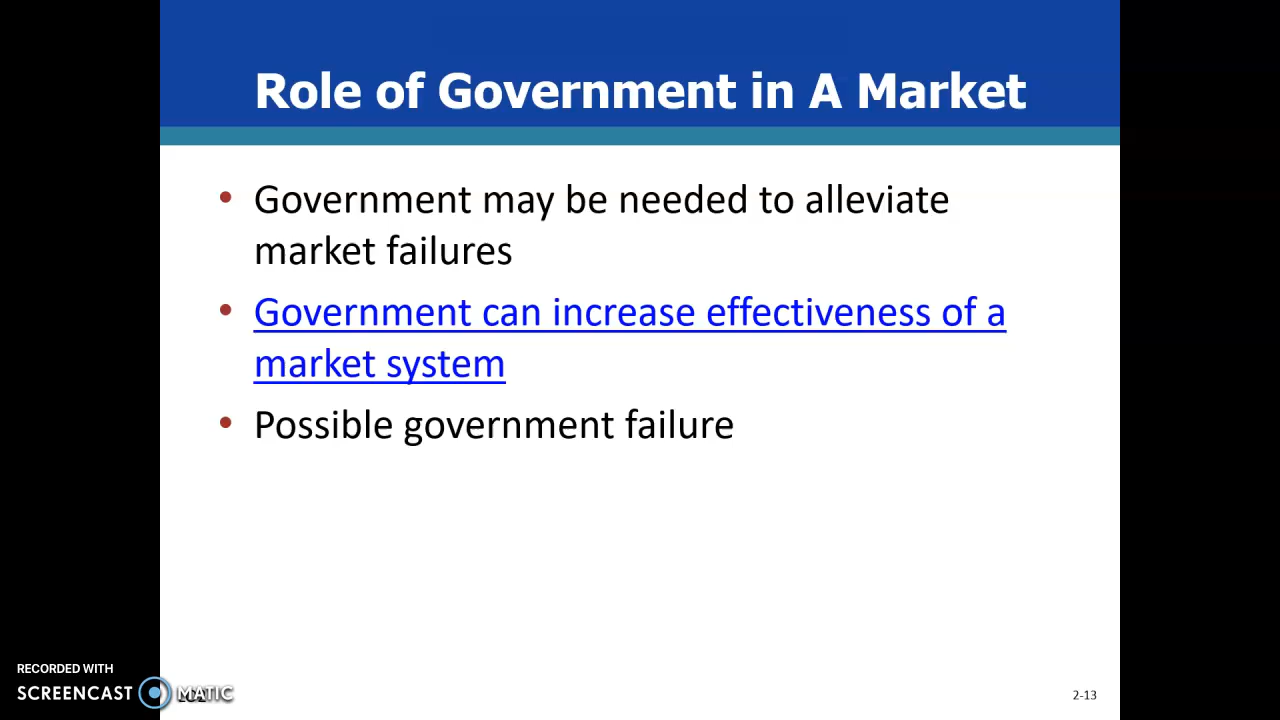 Role of Government in A Market
• Government may be needed to alleviate
market failures
• Government can increase effectiveness of a
market system
• Possible government failure
RECORDED WITH
SCREENCAST MATIC
2-13